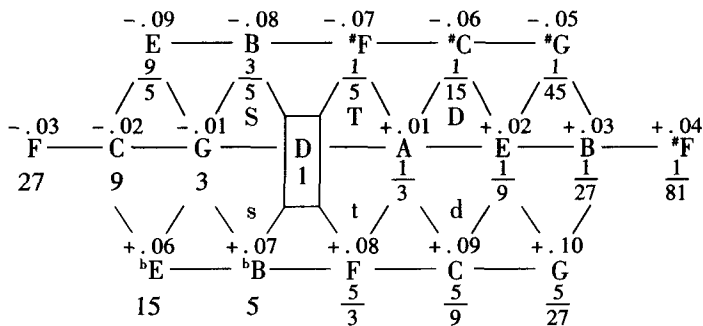 -.09 -.08 -.07 -.06 -.05
E B #F #C #G
9/5 3/5 1/5 1/15 1/45
S T D
-.03 -.02 -.01 +.01 +.02 +.03 +.04
F C G D A E B #F
27 9 3 1 1/3 1/9 1/27 1/81
s t d
+.06 +.07 +.08 +.09 +.10
bE bB F C G
15 5 5/3 5/9 5/27